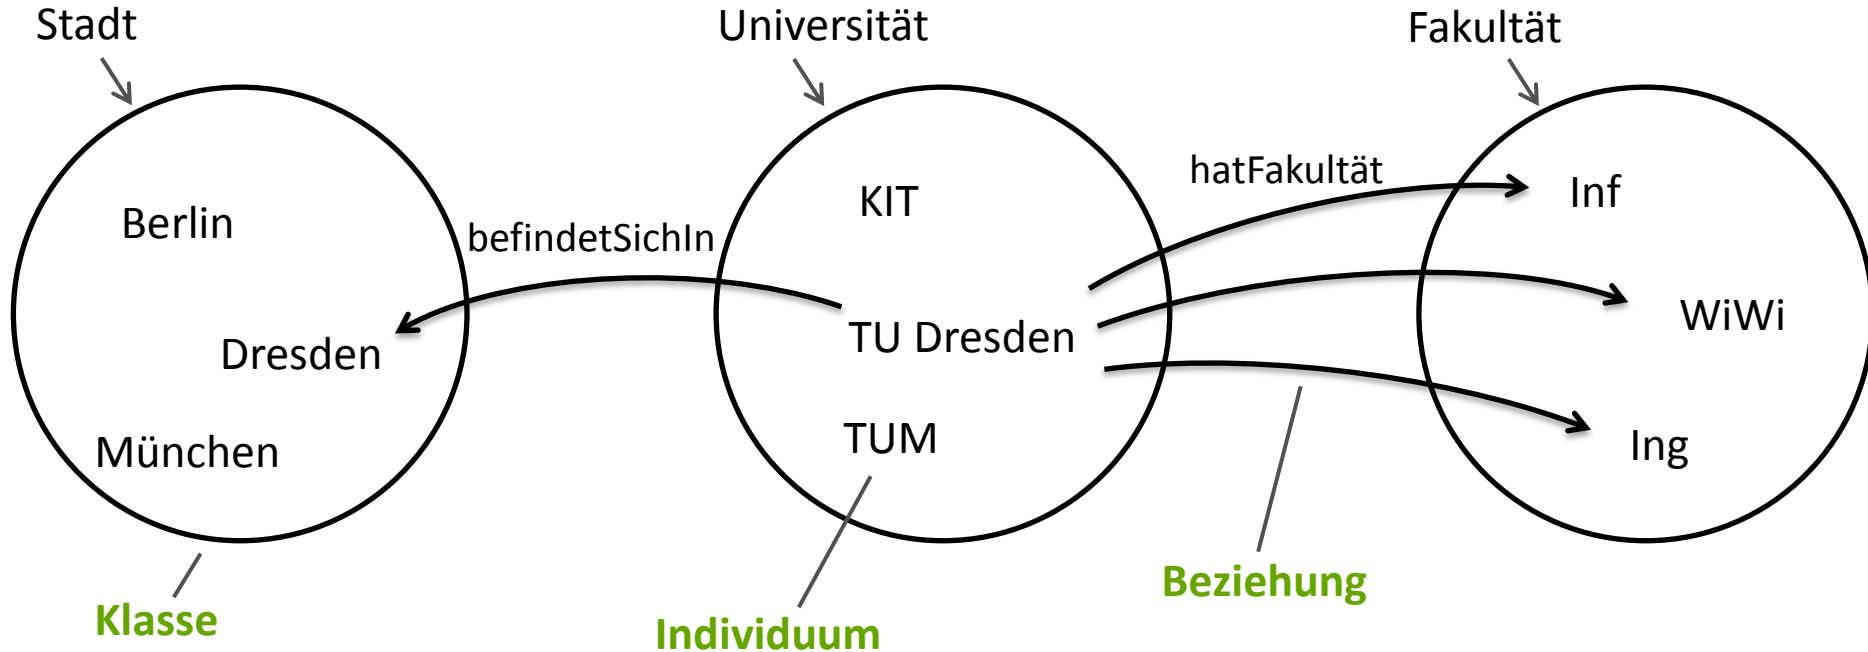 Stadt
Universität
Fakultät
Berlin
Dresden
München
befindetSichIn
KIT
TU Dresden
TUM
hatFakultät
Inf
WiWi
Ing
Klasse
Individuum
Beziehung